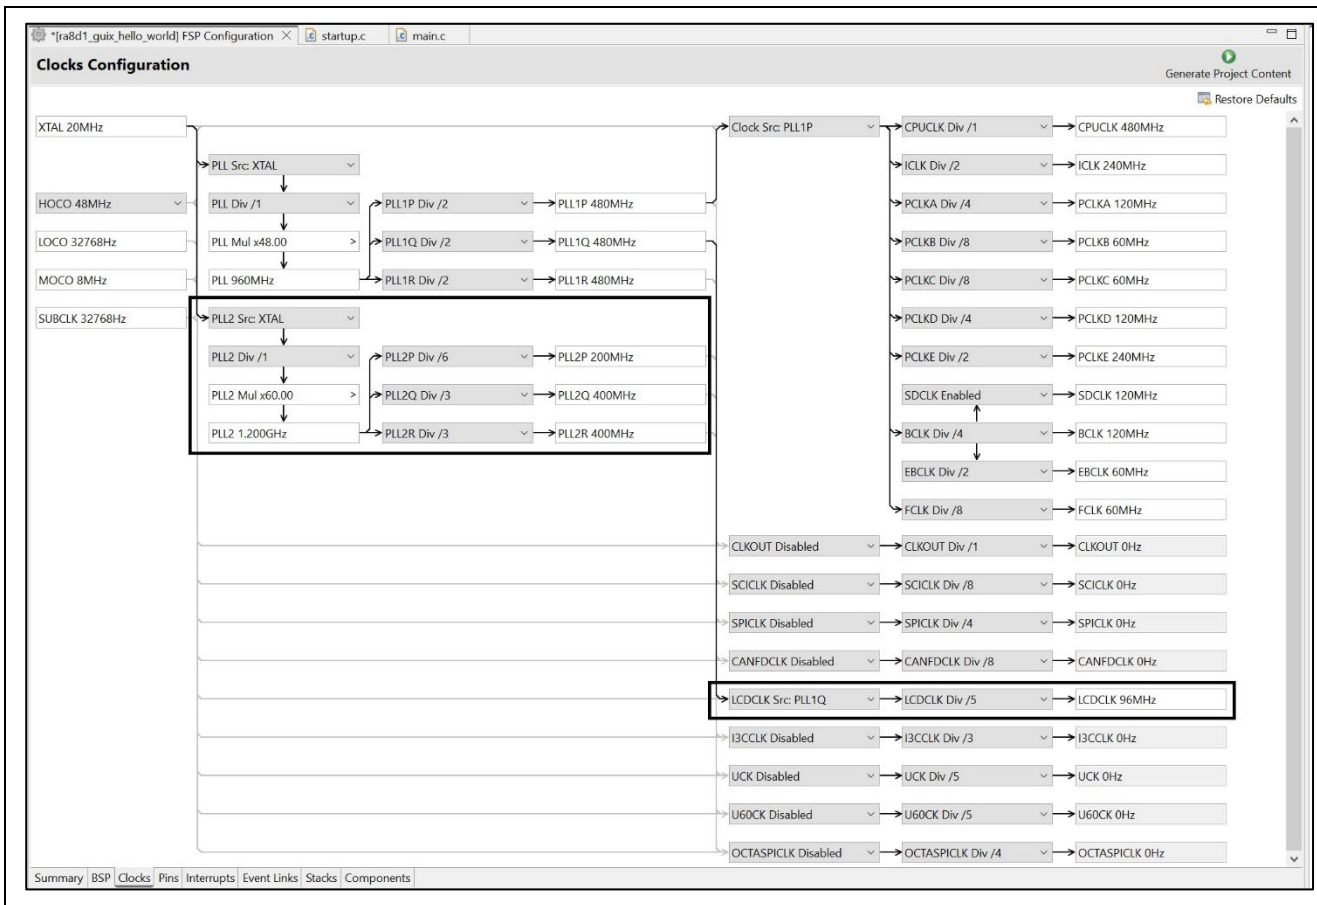 *[ra8d1_guix_hello_world] FSP Configuration startup.c main.c
Clocks Configuration
Generate Project Content
Restore Defaults
XTAL 20MHz Clock Src: PLL1P CPUCLK Div /1 CPUCLK 480MHz
PLL Src: XTAL ICLK Div /2 ICLK 240MHz
HOCO 48MHz PLL Div /1 PLL1P Div /2 PLL1P 480MHz PCLKA Div /4 PCLKA 120MHz
LOCO 32768Hz PLL Mul x48.00 > PLL1Q Div /2 PLL1Q 480MHz PCLKB Div /8 PCLKB 60MHz
MOCO 8MHz PLL 960MHz PLL1R Div /2 PLL1R 480MHz PCLKC Div /8 PCLKC 60MHz
SUBCLK 32768Hz PLL2 Src: XTAL PCLKD Div /4 PCLKD 120MHz
PLL2 Div /1 PLL2P Div /6 PLL2P 200MHz PCLKE Div /2 PCLKE 240MHz
PLL2 Mul x60.00 > PLL2Q Div /3 PLL2Q 400MHz SDCLK Enabled SDCLK 120MHz
PLL2 1.200GHz PLL2R Div /3 PLL2R 400MHz BCLK Div /4 BCLK 120MHz
EBCLK Div /2 EBCLK 60MHz
FCLK Div /8 FCLK 60MHz
CLKOUT Disabled CLKOUT Div /1 CLKOUT 0Hz
SCICLK Disabled SCICLK Div /8 SCICLK 0Hz
SPICLK Disabled SPICLK Div /4 SPICLK 0Hz
CANFDCLK Disabled CANFDCLK Div /8 CANFDCLK 0Hz
LCDCLK Src: PLL1Q LCDCLK Div /5 LCDCLK 96MHz
I3CCLK Disabled I3CCLK Div /3 I3CCLK 0Hz
UCK Disabled UCK Div /5 UCK 0Hz
U60CK Disabled U60CK Div /5 U60CK 0Hz
OCTASPICLK Disabled OCTASPICLK Div /4 OCTASPICLK 0Hz
Summary BSP Clocks Pins Interrupts Event Links Stacks Components